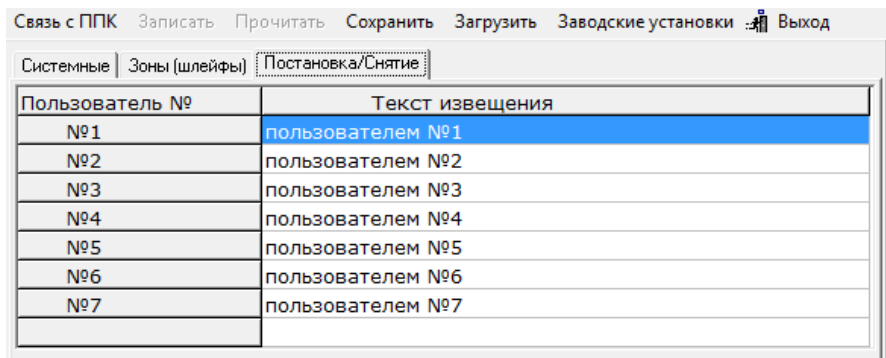 Связь с ППК Записать Прочитать Сохранить Загрузить Заводские установки Выход
Системные Зоны (шлейфы) Постановка/Снятие
Пользователь № Текст извещения
№1 пользователем №1
№2 пользователем №2
№3 пользователем №3
№4 пользователем №4
№5 пользователем №5
№6 пользователем №6
№7 пользователем №7